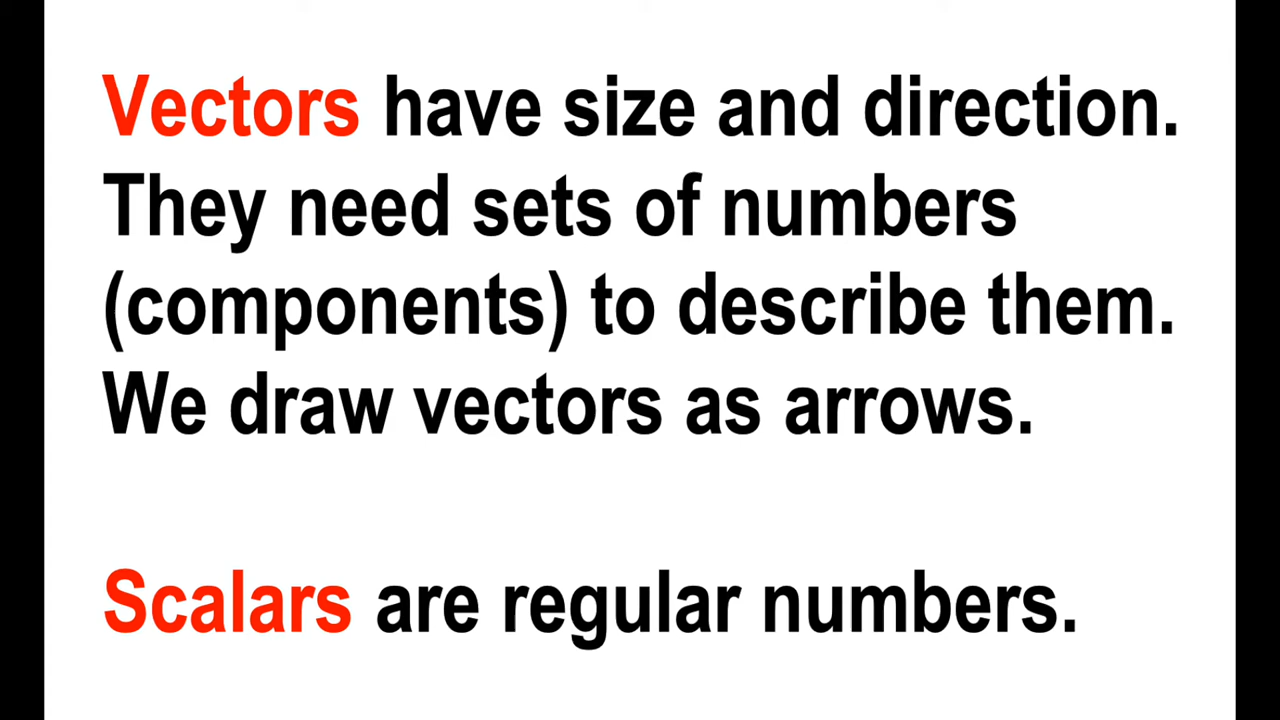 Vectors have size and direction.
They need sets of numbers
(components) to describe them.
We draw vectors as arrows.
Scalars are regular numbers.